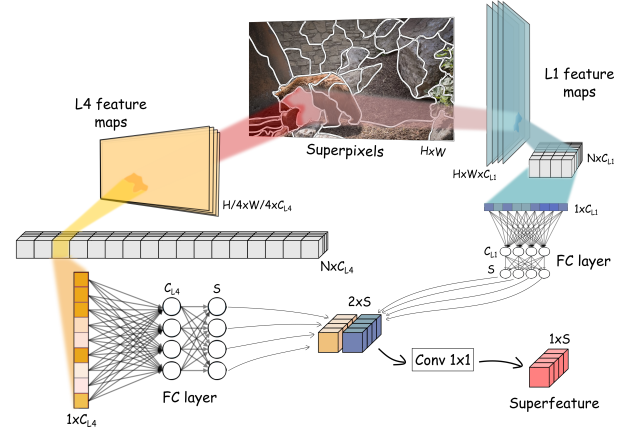 L4 feature
maps
Superpixels
HxW
L1 feature
maps
HxWxC_L1
NxC_L1
H/4xW/4xC_L4
1xC_L1
NxC_L4
C_L1
S
FC layer
C_L4
S
2xS
1xC_L4
FC layer
Conv 1x1
1xS
Superfeature